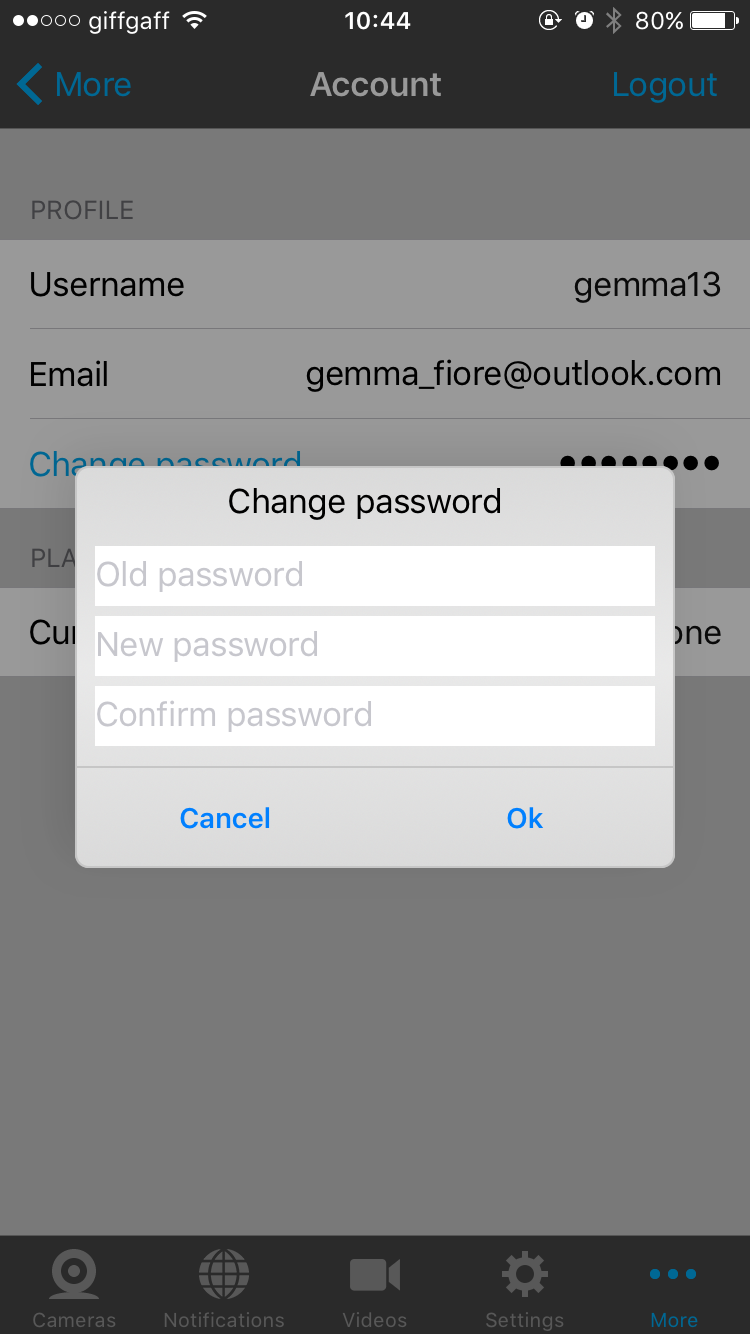 giffgaff 10:44 80%
More Account Logout
PROFILE
Username gemma13
Email gemma_fiore@outlook.com
Change password ••••••••
Change password
Old password
New password
Confirm password
Cancel Ok
Cameras Notifications Videos Settings More